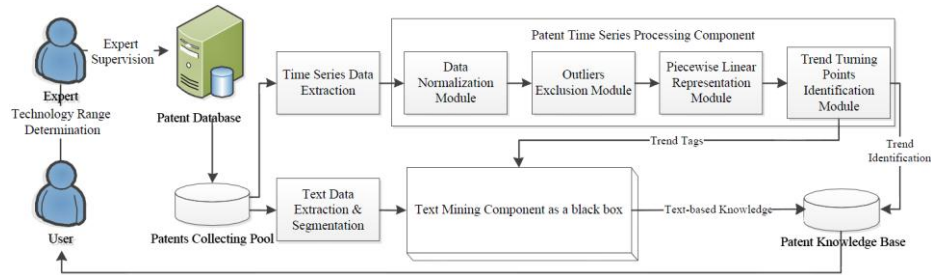 Patent Time Series Processing Component
Expert
Supervision
Time Series Data
Extraction
Data
Normalization
Module
Outliers
Exclusion Module
Piecewise Linear
Representation
Module
Trend Turning
Points
Identification
Module
Expert
Technology Range
Determination
Patent Database
Trend Tags
Trend
Identification
Text Data
Extraction &
Segmentation
Text Mining Component as a black box
Text-based Knowledge
User
Patents Collecting Pool
Patent Knowledge Base